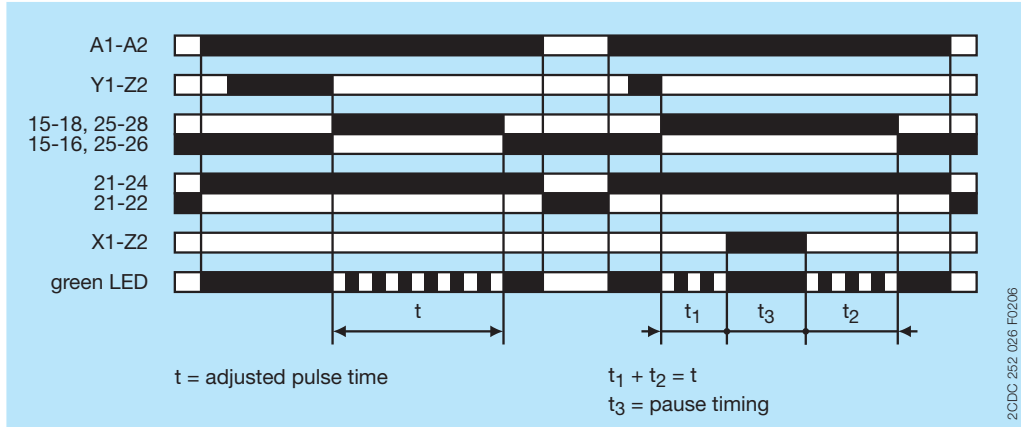 A1-A2
Y1-Z2
15-18, 25-28
15-16, 25-26
21-24
21-22
X1-Z2
green LED
t
t1
t3
t2
t = adjusted pulse time
t1 + t2 = t
t3 = pause timing
2CDC 252 026 F0206